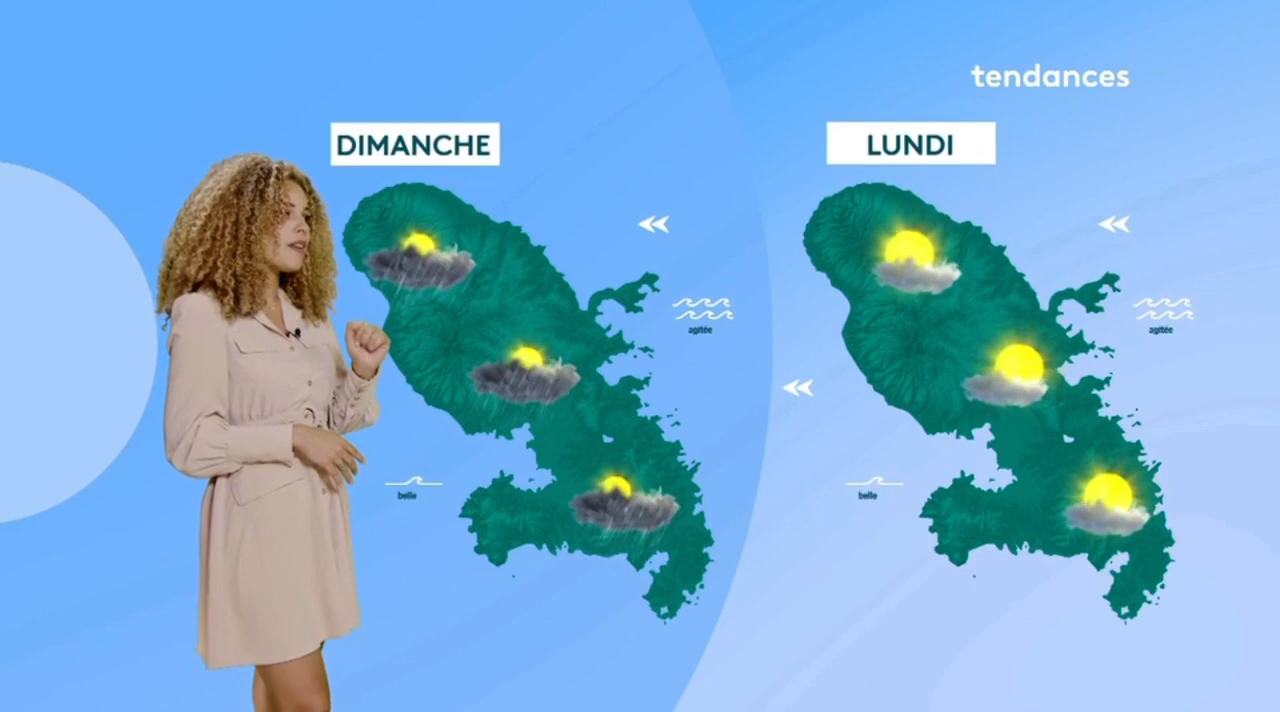 tendances
DIMANCHE
LUNDI
agitée
agitée
belle
belle